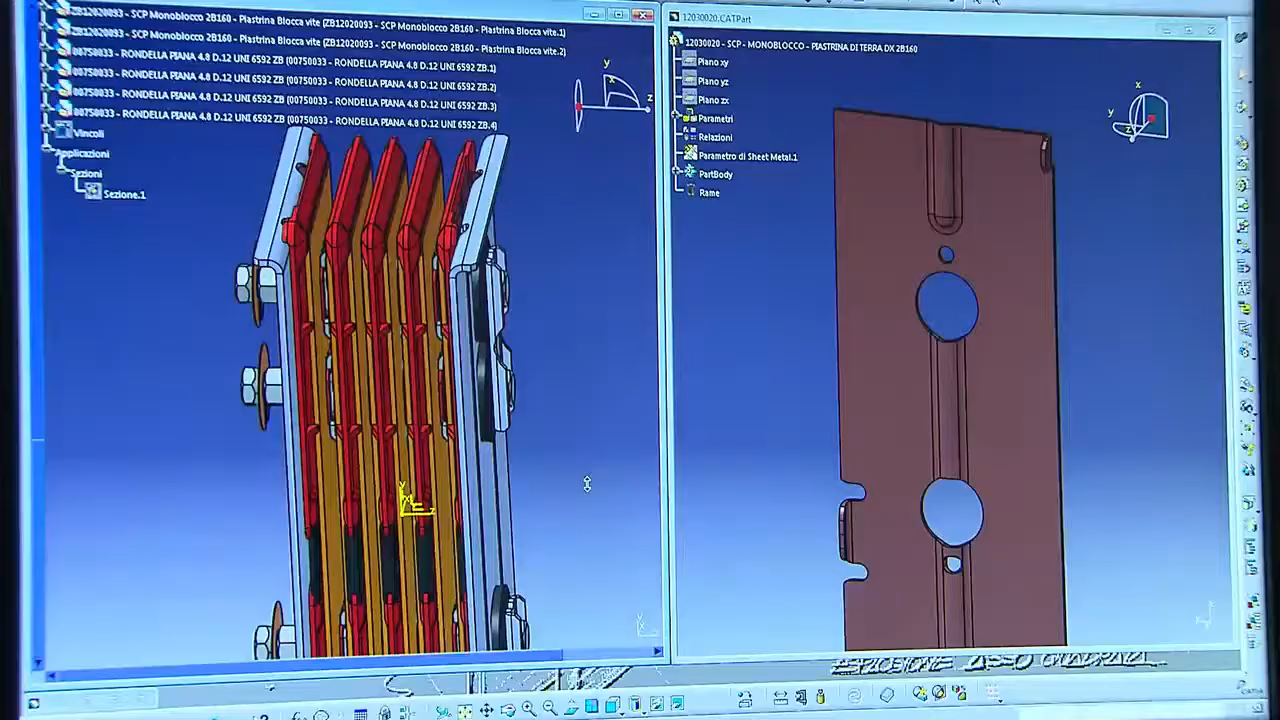 ZB12020093 - SCP Monoblocco 2B160 - Piastrina Blocca vite (ZB12020093 - SCP Monoblocco 2B160 - Piastrina Blocca vite.1)
ZB12020093 - SCP Monoblocco 2B160 - Piastrina Blocca vite (ZB12020093 - SCP Monoblocco 2B160 - Piastrina Blocca vite.2)
00750033 - RONDELLA PIANA 4.8 D.12 UNI 6592 ZB (00750033 - RONDELLA PIANA 4.8 D.12 UNI 6592 ZB.1)
00750033 - RONDELLA PIANA 4.8 D.12 UNI 6592 ZB (00750033 - RONDELLA PIANA 4.8 D.12 UNI 6592 ZB.2)
00750033 - RONDELLA PIANA 4.8 D.12 UNI 6592 ZB (00750033 - RONDELLA PIANA 4.8 D.12 UNI 6592 ZB.3)
00750033 - RONDELLA PIANA 4.8 D.12 UNI 6592 ZB (00750033 - RONDELLA PIANA 4.8 D.12 UNI 6592 ZB.4)
Vincoli
Applicazioni
Sezioni
Sezione.1
y
x
z
12030020.CATPart
12030020 - SCP - MONOBLOCCO - PIASTRINA DI TERRA DX 2B160
Piano xy
Piano yz
Piano zx
Parametri
Relazioni
Parametro di Sheet Metal.1
PartBody
Rame
x
y
z